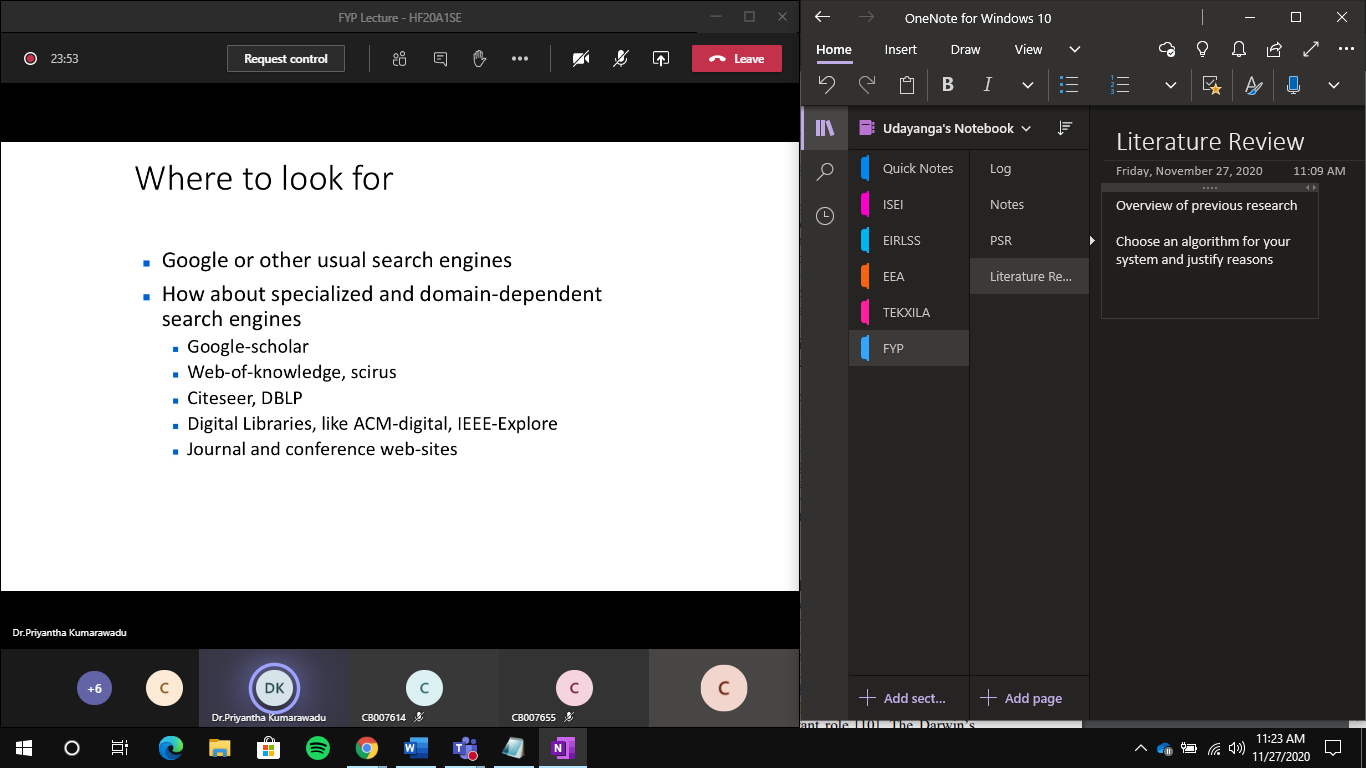 FYP Lecture - HF20A1SE
23:53
Request control
Leave
Where to look for
Google or other usual search engines
How about specialized and domain-dependent
search engines
Google-scholar
Web-of-knowledge, scirus
Citeseer, DBLP
Digital Libraries, like ACM-digital, IEEE-Explore
Journal and conference web-sites
Dr.Priyantha Kumarawadu
+6
C
DK
Dr.Priyantha Kumarawadu
C
CB007614
C
CB007655
C
OneNote for Windows 10
Home
Insert
Draw
View
B
I
Udayanga's Notebook
Quick Notes
ISEI
EIRLSS
EEA
TEKXILA
FYP
Log
Notes
PSR
Literature Re...
Add sect...
Add page
Literature Review
Friday, November 27, 2020
11:09 AM
Overview of previous research
Choose an algorithm for your
system and justify reasons
ant role [10]. The Darwin's
11:23 AM
11/27/2020